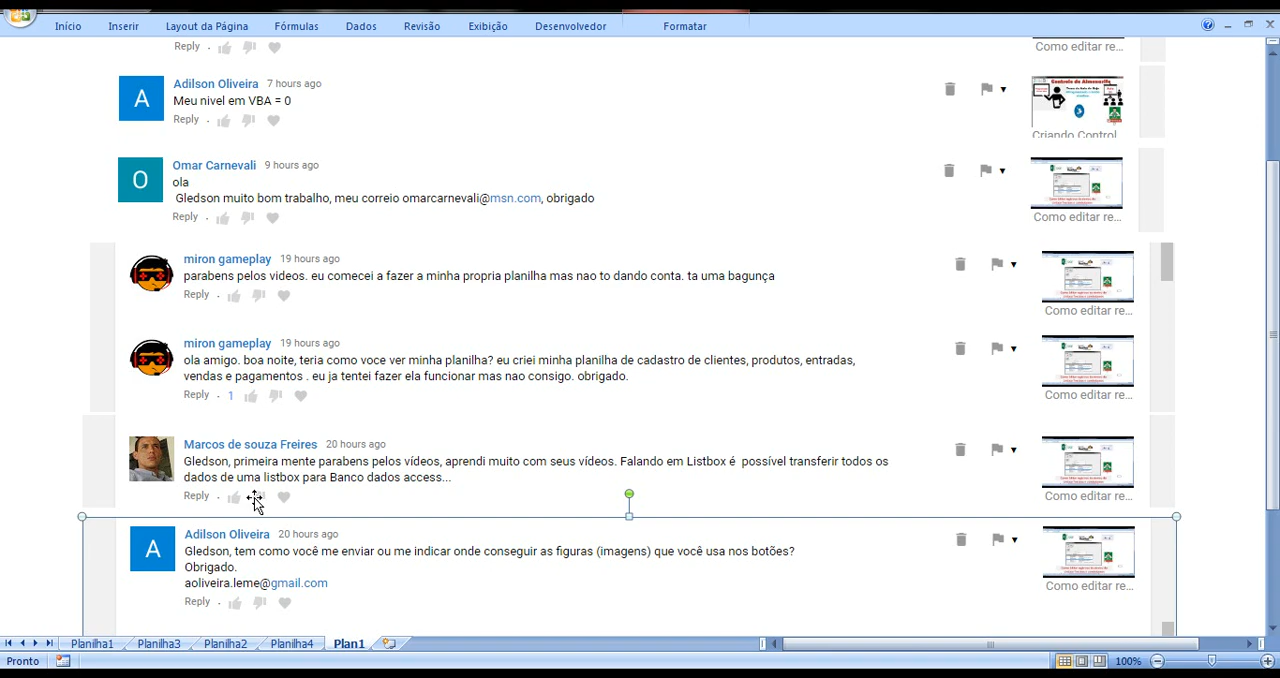 Início Inserir Layout da Página Fórmulas Dados Revisão Exibição Desenvolvedor Formatar
Reply
Como editar re...
Adilson Oliveira 7 hours ago
Meu nivel em VBA = 0
Reply
Controle de Almoxarife
Criando Control
Omar Carnevali 9 hours ago
ola
Gledson muito bom trabalho, meu correio omarcarnevali@msn.com, obrigado
Reply
Como editar re...
miron gameplay 19 hours ago
parabens pelos videos. eu comecei a fazer a minha propria planilha mas nao to dando conta. ta uma bagunça
Reply
Como editar re...
miron gameplay 19 hours ago
ola amigo. boa noite, teria como vc ver minha planilha? eu criei minha planilha de cadastro de clientes, produtos, entradas,
vendas e pagamentos . eu ja tentei fazer ela funcionar mas nao consigo. obrigado.
Reply 1
Como editar re...
Marcos de souza Freires 20 hours ago
Gledson, primeira mente parabens pelos vídeos, aprendi muito com seus vídeos. Falando em Listbox é possível transferir todos os
dados de uma listbox para Banco dados access...
Reply
Como editar re...
A
O
A
Adilson Oliveira 20 hours ago
Gledson, tem como você me enviar ou me indicar onde conseguir as figuras (imagens) que você usa nos botões?
Obrigado.
aoliveira.leme@gmail.com
Reply
Como editar re...
Planilha1 Planilha3 Planilha2 Planilha4 Plan1
Pronto 100%